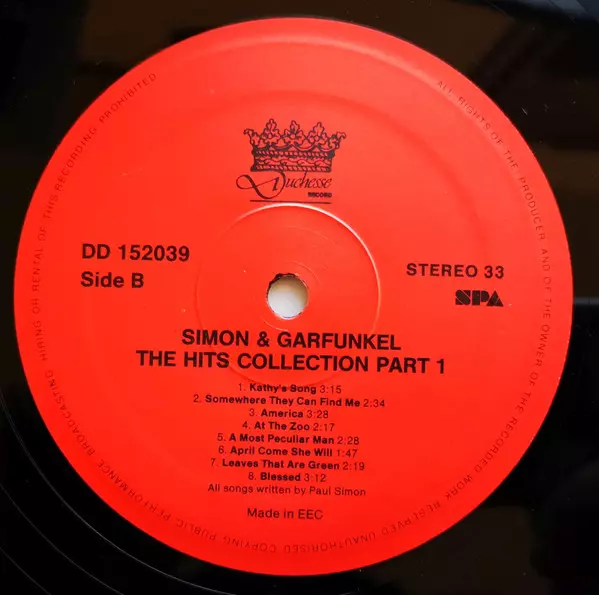 ALL RIGHTS OF THE PRODUCER AND OF THE OWNER OF THE RECORDED WORK RESERVED UNAUTHORISED COPYING PUBLIC PERFORMANCE BROADCASTING HIRING OR RENTAL OF THIS RECORDING PROHIBITED
Duchesse
RECORD
DD 152039
Side B
STEREO 33
SPA
SIMON & GARFUNKEL
THE HITS COLLECTION PART 1
1. Kathy's Song 3:15
2. Somewhere They Can Find Me 2:34
3. America 3:28
4. At The Zoo 2:17
5. A Most Peculiar Man 2:28
6. April Come She Will 1:47
7. Leaves That Are Green 2:19
8. Blessed 3:12
All songs written by Paul Simon
Made in EEC